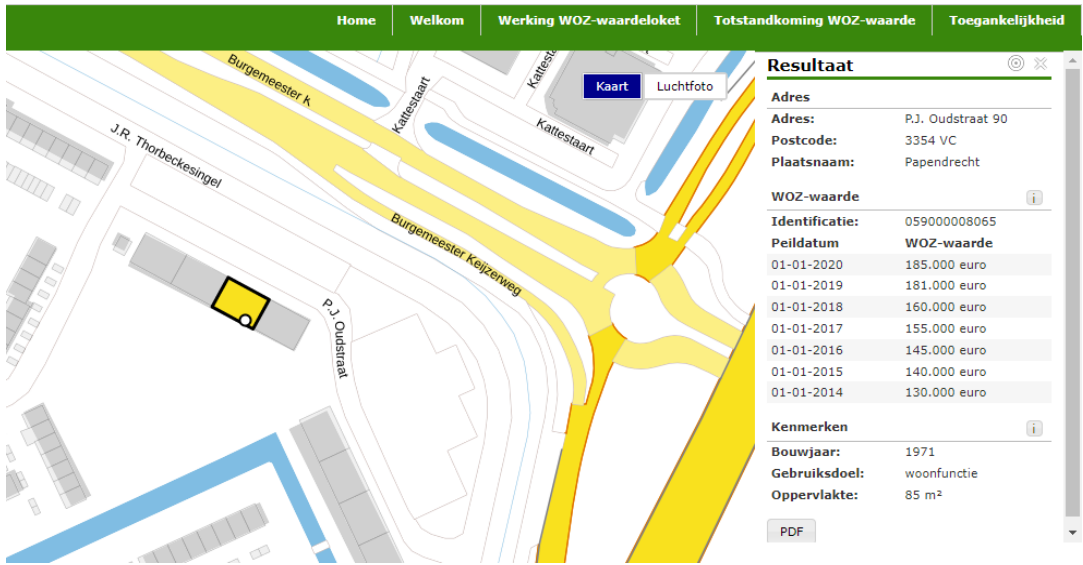 Home Welkom Werking WOZ-waardeloket Totstandkoming WOZ-waarde Toegankelijkheid
Kaart Luchtfoto
Burgemeester k
Kattestaart
Kattestaart
J.R. Thorbeckesingel
Burgemeester Keijzerweg
P.J. Oudstraat
Resultaat
Adres
Adres: P.J. Oudstraat 90
Postcode: 3354 VC
Plaatsnaam: Papendrecht
WOZ-waarde i
Identificatie: 059000008065
Peildatum WOZ-waarde
01-01-2020 185.000 euro
01-01-2019 181.000 euro
01-01-2018 160.000 euro
01-01-2017 155.000 euro
01-01-2016 145.000 euro
01-01-2015 140.000 euro
01-01-2014 130.000 euro
Kenmerken i
Bouwjaar: 1971
Gebruiksdoel: woonfunctie
Oppervlakte: 85 m²
PDF